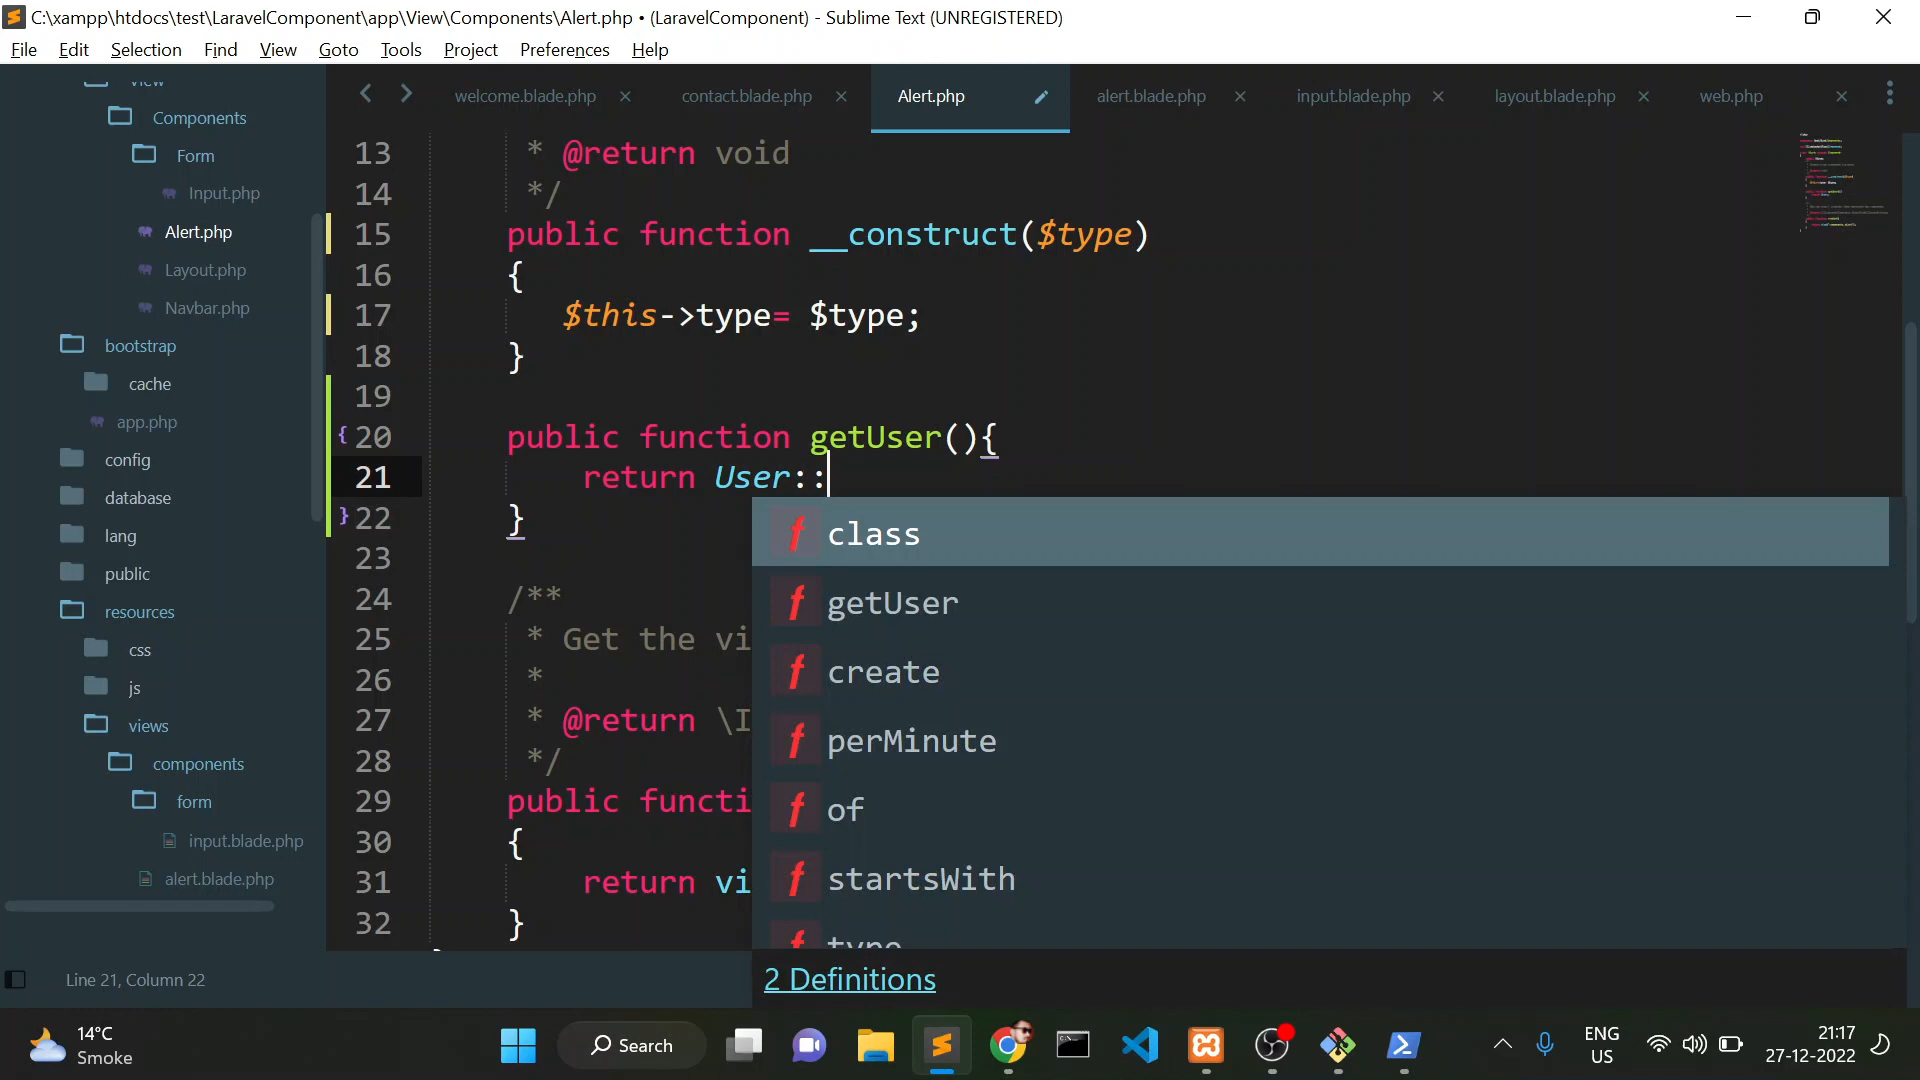 C:\xampp\htdocs\test\LaravelComponent\app\View\Components\Alert.php • (LaravelComponent) - Sublime Text (UNREGISTERED)
File Edit Selection Find View Goto Tools Project Preferences Help
Components
Form
Input.php
Alert.php
Layout.php
Navbar.php
bootstrap
cache
app.php
config
database
lang
public
resources
css
js
views
components
form
input.blade.php
alert.blade.php
welcome.blade.php contact.blade.php Alert.php alert.blade.php input.blade.php layout.blade.php web.php
13 * @return void
14 */
15 public function __construct($type)
16 {
17 $this->type= $type;
18 }
19
20 public function getUser(){
21 return User::
22 }
23
24 /**
25 * Get the vi
26 *
27 * @return \I
28 */
29 public functi
30 {
31 return vi
32 }
class
getUser
create
perMinute
of
startsWith
type
2 Definitions
Line 21, Column 22
14°C
Smoke
Search
ENG
US
21:17
27-12-2022